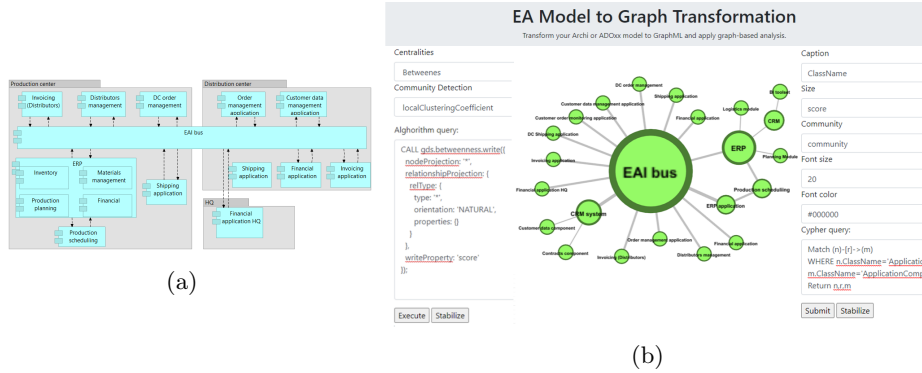 EA Model to Graph Transformation
Transform your Archi or ADOxx model to GraphML and apply graph-based analysis.
Production center
Invoicing
(Distributors)
Distributors
management
DC order
management
EAI bus
ERP
Inventory
Materials
management
Production
planning
Financial
Shipping
application
Production
scheduling
Distribution center
Order
management
application
Customer data
management
application
Shipping
application
Financial
application
Invoicing
application
HQ
Financial
application HQ
(a)
Centralities
Betweenes
Community Detection
localClusteringCoefficient
Alghorithm query:
CALL gds.betweenness.write({
nodeProjection: '*',
relationshipProjection: {
relType: {
type: '*',
orientation: 'NATURAL',
properties: {}
}
},
writeProperty: 'score'
});
Execute
Stabilize
DC order management
Shipping application
Customer data management application
Financial application
Customer order monitoring application
DC Shipping application
Invoicing application
Financial application HQ
EAI bus
CRM system
Customer data component
Contracts component
Invoicing (Distributors)
Order management application
Distributors management
Financial application
ERP application
Production schedulling
Planning Module
ERP
Logistics module
CRM
BI toolset
Caption
ClassName
Size
score
Community
community
Font size
20
Font color
#000000
Cypher query:
Match (n)-[r]->(m)
WHERE n.ClassName='Applicatio
m.ClassName='ApplicationComp
Return n,r,m
Submit
Stabilize
(b)